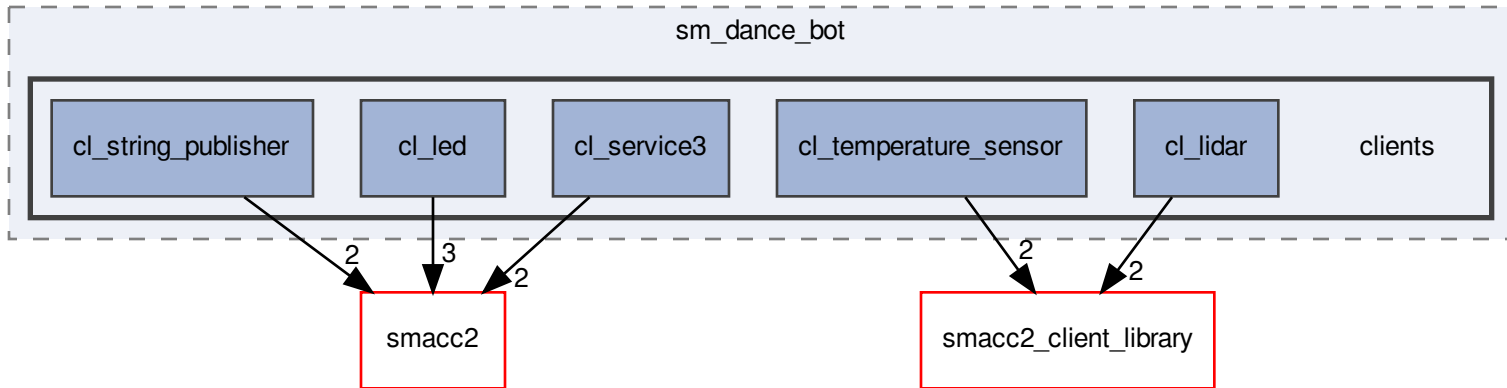 sm_dance_bot
cl_string_publisher
cl_led
cl_service3
cl_temperature_sensor
cl_lidar
clients
2
3
2
2
2
smacc2
smacc2_client_library